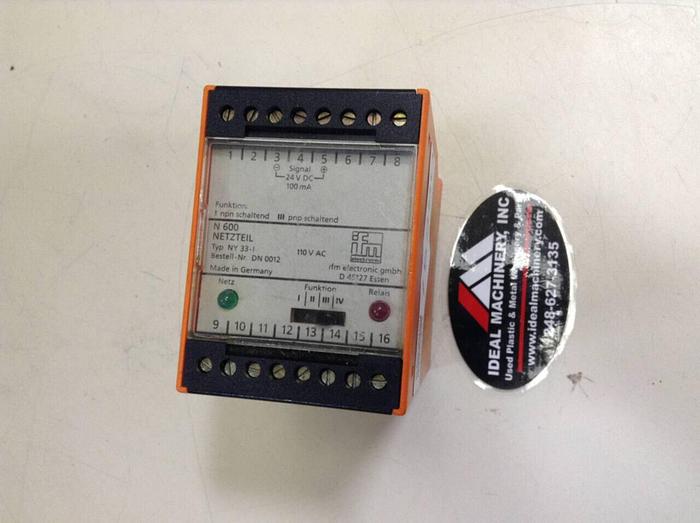 1 2 3 4 5 6 7 8
⊖ Signal ⊕
24 V DC
100 mA
Funktion:
I npn schaltend III pnp schaltend
N 600
NETZTEIL
Typ NY 33-I
Bestell-Nr. DN 0012
110 V AC
ifm
electronic
Made in Germany
ifm electronic gmbh
D 45127 Essen
Netz
Funktion
I II III IV
Relais
9 10 11 12 13 14 15 16
IDEAL MACHINERY, INC
Used Plastic & Metal Machinery &
www.idealmachinery.com
248-627-3135